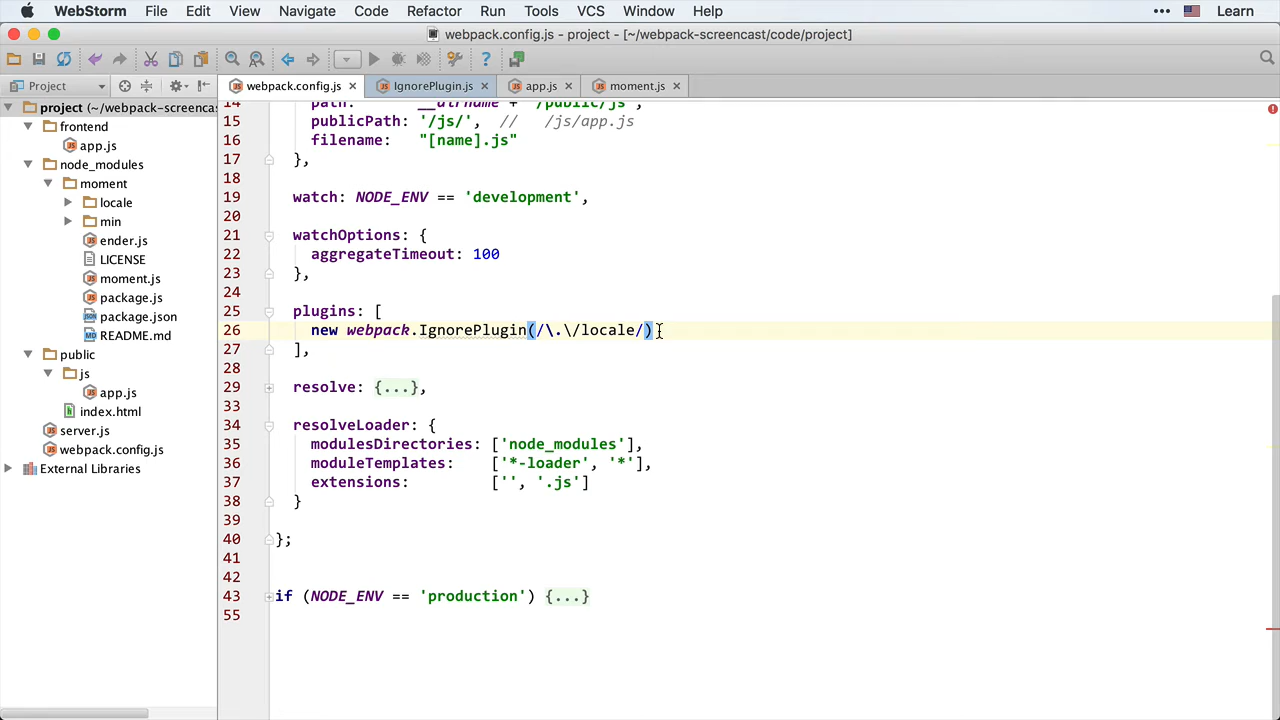 WebStorm File Edit View Navigate Code Refactor Run Tools VCS Window Help ••• Learn
webpack.config.js – project - [~/webpack-screencast/code/project]
Project webpack.config.js IgnorePlugin.js app.js moment.js
project (~/webpack-screencas
frontend
app.js
node_modules
moment
locale
min
ender.js
LICENSE
moment.js
package.js
package.json
README.md
public
js
app.js
index.html
server.js
webpack.config.js
External Libraries
14 path: __dirname + '/public/js',
15 publicPath: '/js/', // /js/app.js
16 filename: "[name].js"
17 },
18
19 watch: NODE_ENV == 'development',
20
21 watchOptions: {
22 aggregateTimeout: 100
23 },
24
25 plugins: [
26 new webpack.IgnorePlugin(/\.\/locale/)
27 ],
28
29 resolve: {...},
33
34 resolveLoader: {
35 modulesDirectories: ['node_modules'],
36 moduleTemplates: ['*-loader', '*'],
37 extensions: ['', '.js']
38 }
39
40 };
41
42
43 if (NODE_ENV == 'production') {...}
55